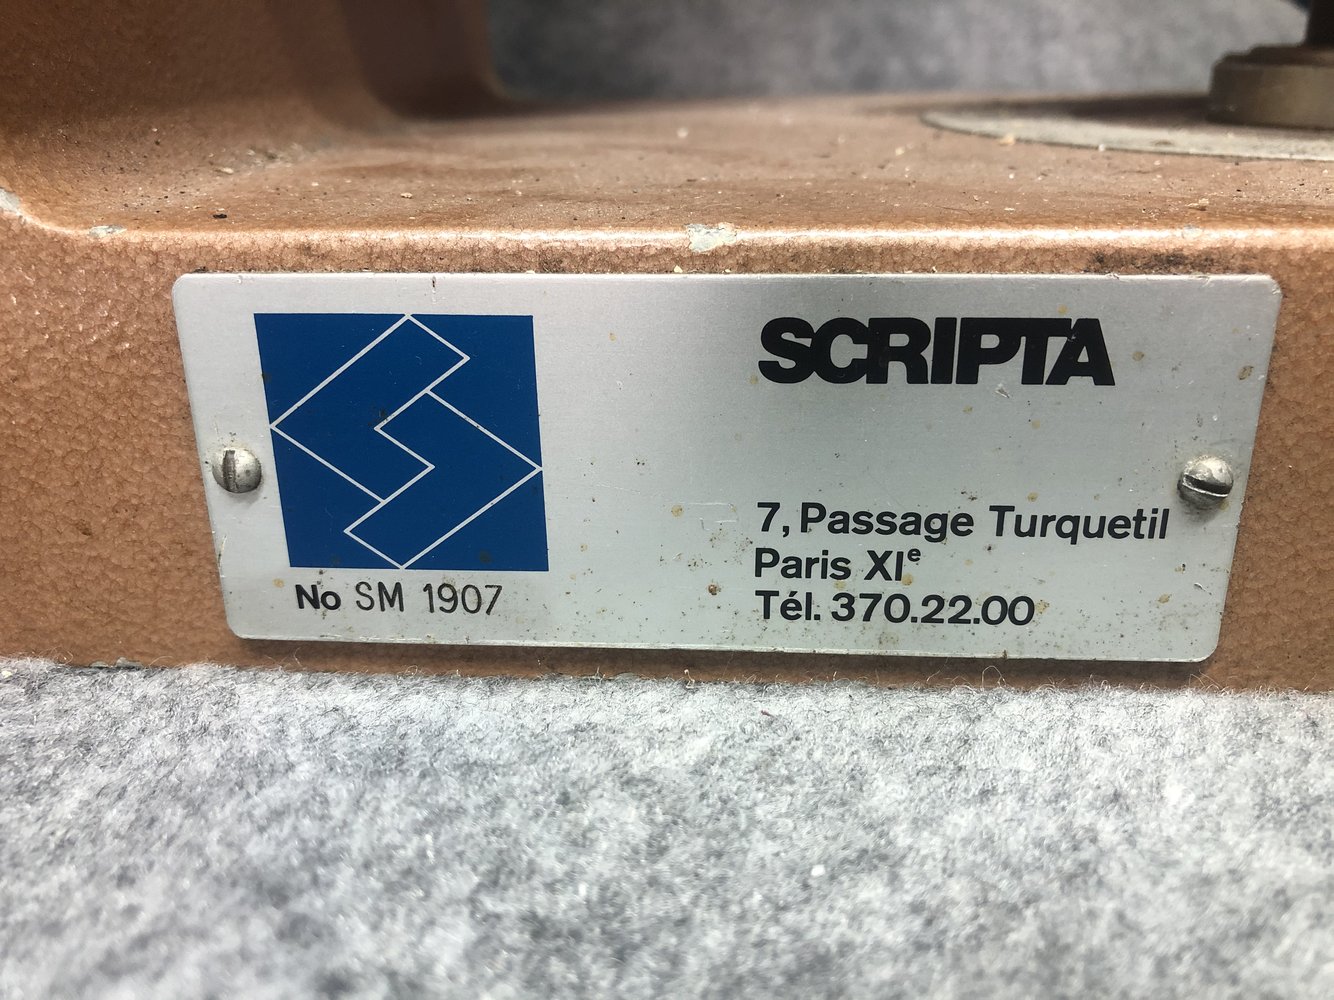 SCRIPTA
7, Passage Turquetil
Paris XIᵉ
Tél. 370.22.00
No SM 1907